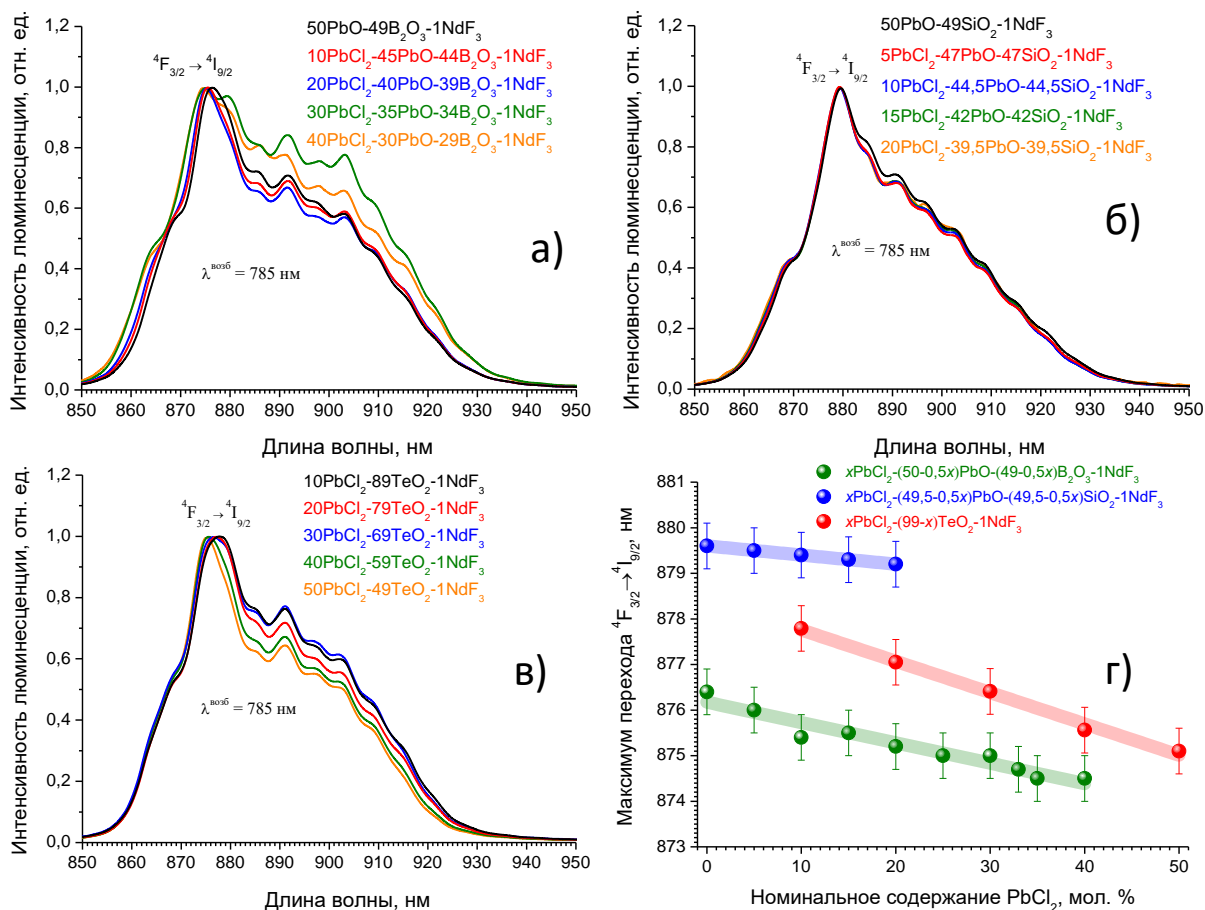 Интенсивность люминесценции, отн. ед.
1,2
1,0
0,8
0,6
0,4
0,2
0,0
⁴F₃/₂ → ⁴I₉/₂
50PbO-49B₂O₃-1NdF₃
10PbCl₂-45PbO-44B₂O₃-1NdF₃
20PbCl₂-40PbO-39B₂O₃-1NdF₃
30PbCl₂-35PbO-34B₂O₃-1NdF₃
40PbCl₂-30PbO-29B₂O₃-1NdF₃
а)
λвозб = 785 нм
850 860 870 880 890 900 910 920 930 940 950
Длина волны, нм
Интенсивность люминесценции, отн. ед.
1,2
1,0
0,8
0,6
0,4
0,2
0,0
⁴F₃/₂ → ⁴I₉/₂
50PbO-49SiO₂-1NdF₃
5PbCl₂-47PbO-47SiO₂-1NdF₃
10PbCl₂-44,5PbO-44,5SiO₂-1NdF₃
15PbCl₂-42PbO-42SiO₂-1NdF₃
20PbCl₂-39,5PbO-39,5SiO₂-1NdF₃
б)
λвозб = 785 нм
850 860 870 880 890 900 910 920 930 940 950
Длина волны, нм
Интенсивность люминесценции, отн. ед.
1,2
1,0
0,8
0,6
0,4
0,2
0,0
⁴F₃/₂ → ⁴I₉/₂
10PbCl₂-89TeO₂-1NdF₃
20PbCl₂-79TeO₂-1NdF₃
30PbCl₂-69TeO₂-1NdF₃
40PbCl₂-59TeO₂-1NdF₃
50PbCl₂-49TeO₂-1NdF₃
в)
λвозб = 785 нм
850 860 870 880 890 900 910 920 930 940 950
Длина волны, нм
Максимум перехода ⁴F₃/₂→⁴I₉/₂, нм
881
880
879
878
877
876
875
874
873
xPbCl₂-(50-0,5x)PbO-(49-0,5x)B₂O₃-1NdF₃
xPbCl₂-(49,5-0,5x)PbO-(49,5-0,5x)SiO₂-1NdF₃
xPbCl₂-(99-x)TeO₂-1NdF₃
г)
0 10 20 30 40 50
Номинальное содержание PbCl₂, мол. %